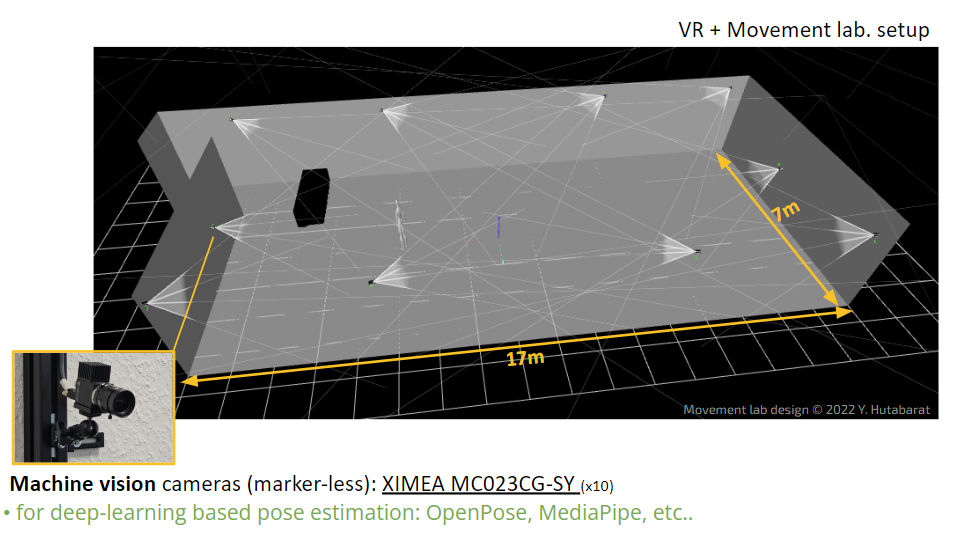 VR + Movement lab. setup
7m
17m
Movement lab design © 2022 Y. Hutabarat
Machine vision cameras (marker-less): XIMEA MC023CG-SY (x10)
• for deep-learning based pose estimation: OpenPose, MediaPipe, etc..